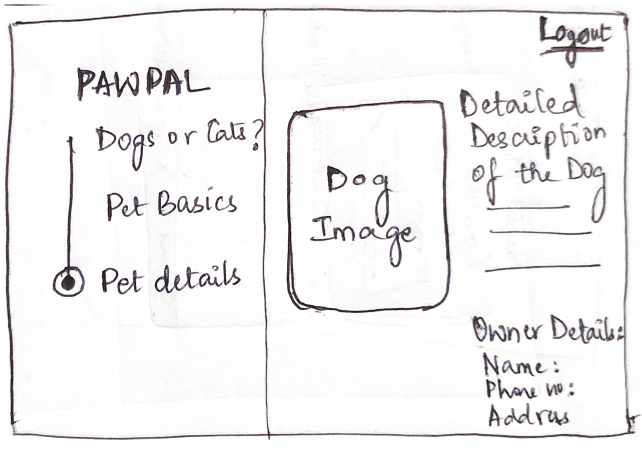 PAWPAL
Dogs or Cats?
Pet Basics
Pet details
Logout
Dog
Image
Detailed
Description
of the Dog
Owner Details:
Name:
Phone no:
Address